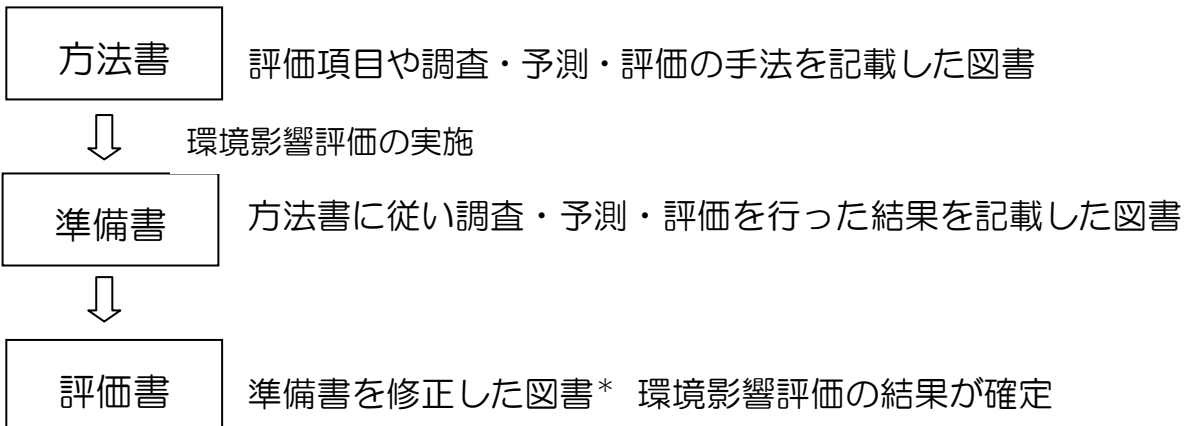 方法書 評価項目や調査・予測・評価の手法を記載した図書
環境影響評価の実施
準備書 方法書に従い調査・予測・評価を行った結果を記載した図書
評価書 準備書を修正した図書* 環境影響評価の結果が確定